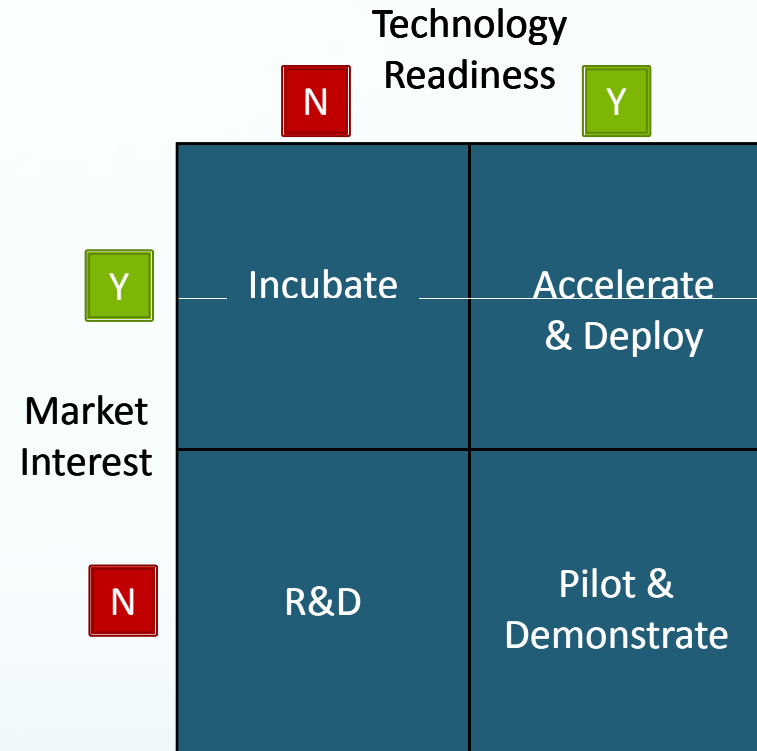 Technology
Readiness
N
Y
Y
Incubate
Accelerate
& Deploy
Market
Interest
N
R&D
Pilot &
Demonstrate